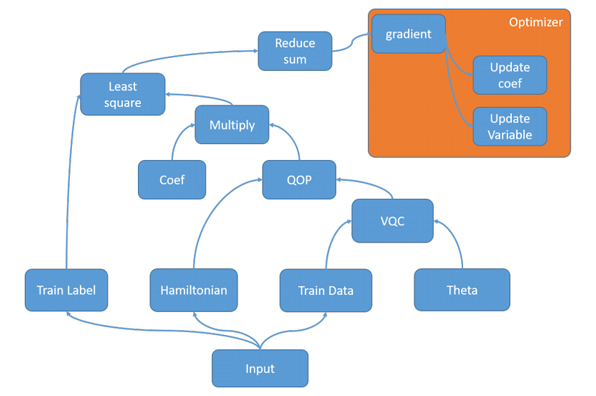 Optimizer
gradient
Reduce
sum
Update
coef
Least
square
Update
Variable
Multiply
Coef
QOP
VQC
Train Label
Hamiltonian
Train Data
Theta
Input